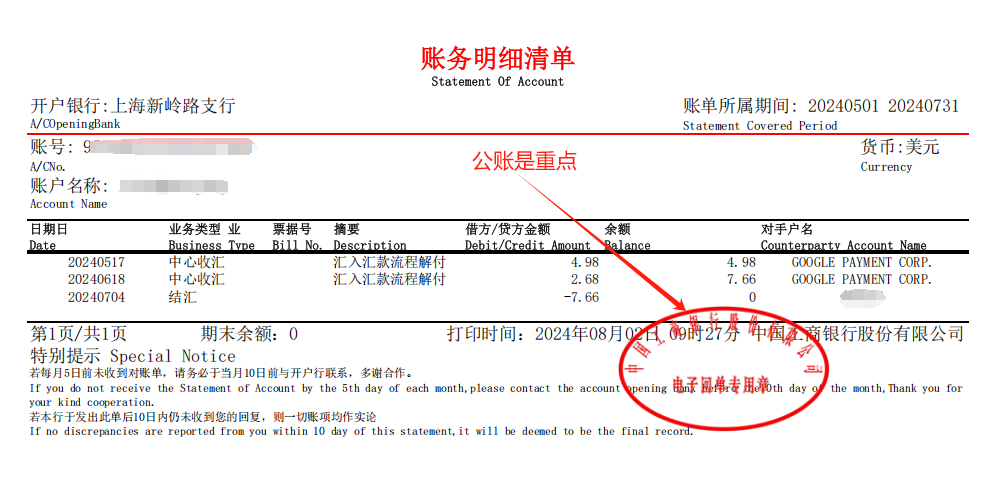 账务明细清单
Statement Of Account
开户银行:上海新岭路支行
A/COpeningBank
账单所属期间: 20240501 20240731
Statement Covered Period
账号: 9
A/CNo.
货币:美元
Currency
公账是重点
账户名称:
Account Name
日期日 业务类型 业 票据号 摘要 借方/贷方金额 余额 对手户名
Date Business Type Bill No. Description Debit/Credit Amount Balance Counterparty Account Name
20240517 中心收汇 汇入汇款流程解付 4.98 4.98 GOOGLE PAYMENT CORP.
20240618 中心收汇 汇入汇款流程解付 2.68 7.66 GOOGLE PAYMENT CORP.
20240704 结汇 -7.66 0
第1页/共1页 期末余额: 0 打印时间: 2024年08月02日 09时27分 中国工商银行股份有限公司
特别提示 Special Notice
若每月5日前未收到对账单，请务必于当月10日前与开户行联系，多谢合作。
If you do not receive the Statement of Account by the 5th day of each month,please contact the account opening bank before the 10th day of the month,Thank you for
your kind cooperation.
若本行于发出此单后10日内仍未收到您的回复，则一切账项均作实论
If no discrepancies are reported from you within 10 day of this statement,it will be deemed to be the final record.
中国工商银行股份有限公司
电子回单专用章